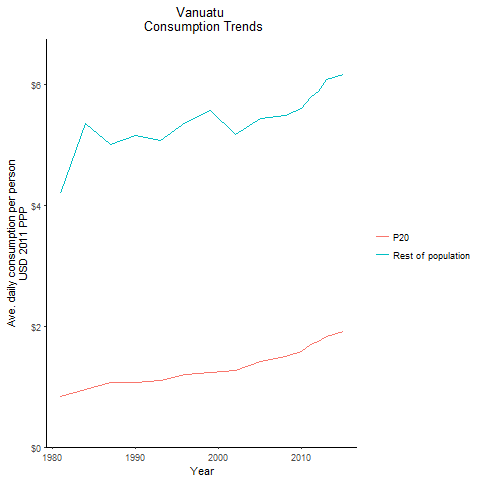 Vanuatu
Consumption Trends
Ave. daily consumption per person
USD 2011 PPP
$6
$4
$2
$0
1980 1990 2000 2010
Year
P20
Rest of population